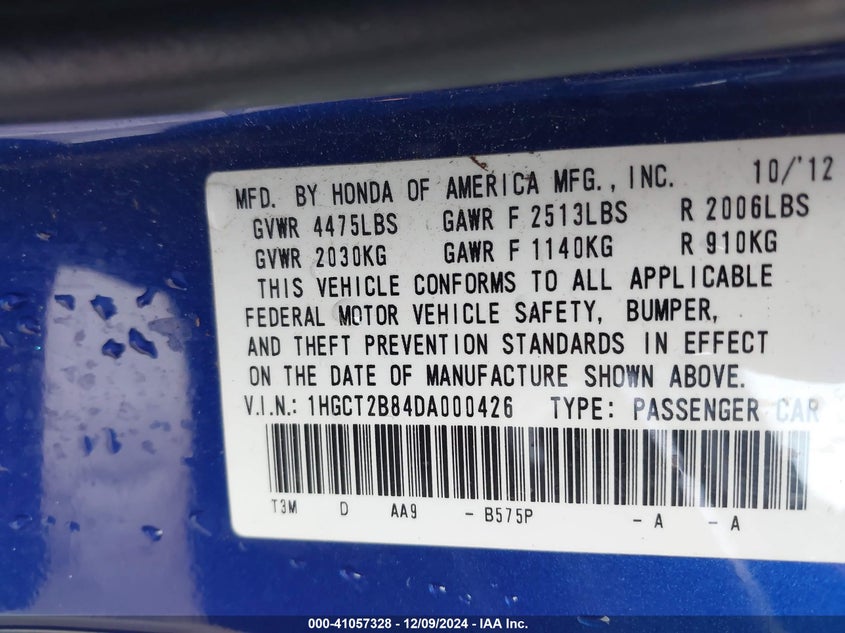 MFD. BY HONDA OF AMERICA MFG., INC. 10/'12
GVWR 4475LBS GAWR F 2513LBS R 2006LBS
GVWR 2030KG GAWR F 1140KG R 910KG
THIS VEHICLE CONFORMS TO ALL APPLICABLE
FEDERAL MOTOR VEHICLE SAFETY, BUMPER,
AND THEFT PREVENTION STANDARDS IN EFFECT
ON THE DATE OF MANUFACTURE SHOWN ABOVE.
V.I.N.: 1HGCT2B84DA000426 TYPE: PASSENGER CAR
T3M D AA9 - B575P - A - A
000-41057328 - 12/09/2024 - IAA Inc.